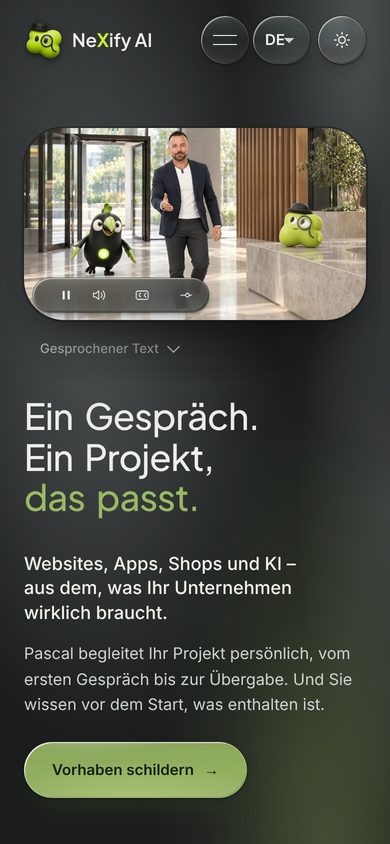 NeXify AI
DE
CC
Gesprochener Text
Ein Gespräch.
Ein Projekt,
das passt.
Websites, Apps, Shops und KI –
aus dem, was Ihr Unternehmen
wirklich braucht.
Pascal begleitet Ihr Projekt persönlich, vom
ersten Gespräch bis zur Übergabe. Und Sie
wissen vor dem Start, was enthalten ist.
Vorhaben schildern →